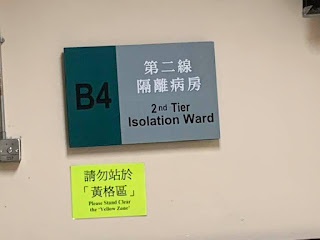 B4
第二線
隔離病房
2nd Tier
Isolation Ward
請勿站於
「黃格區」
Please Stand Clear
the "Yellow Zone"